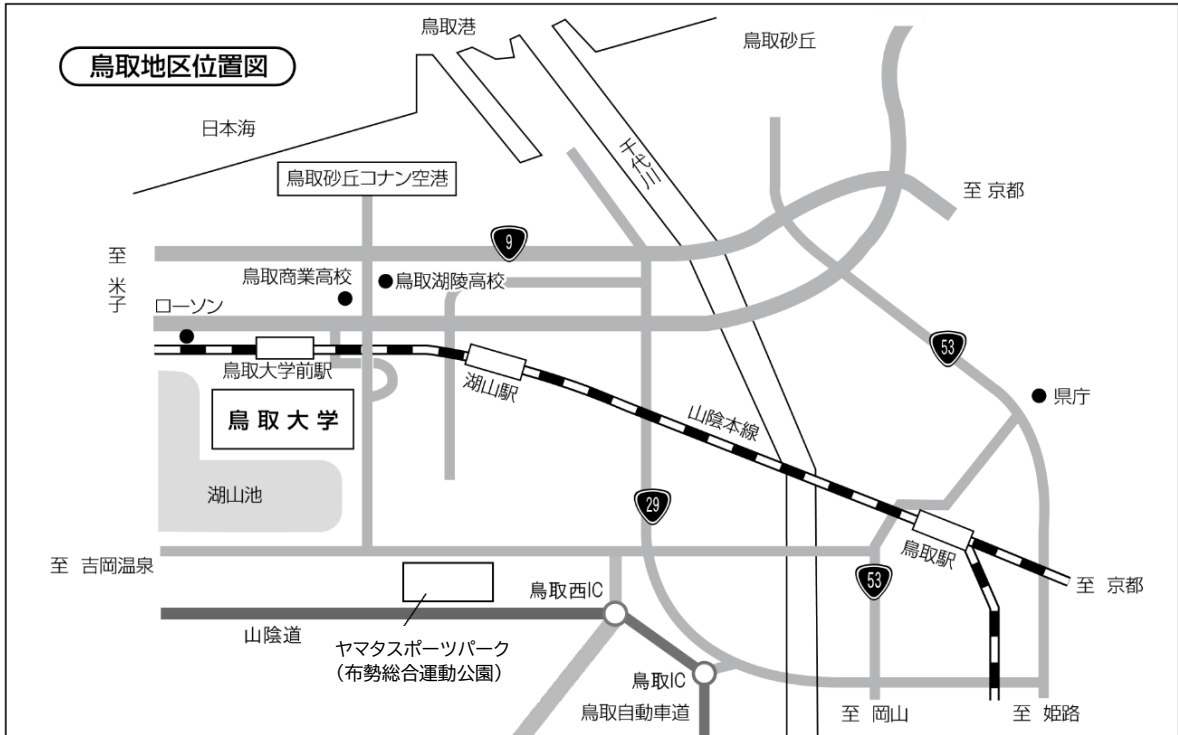 鳥取港
鳥取砂丘
鳥取地区位置図
日本海
千代川
鳥取砂丘コナン空港
至 京都
9
至 米子
鳥取商業高校
鳥取湖陵高校
ローソン
53
鳥取大学前駅
湖山駅
県庁
鳥取大学
山陰本線
湖山池
29
鳥取駅
至 吉岡温泉
53
至 京都
鳥取西IC
山陰道
ヤマタスポーツパーク
（布勢総合運動公園）
鳥取IC
鳥取自動車道
至 岡山
至 姫路